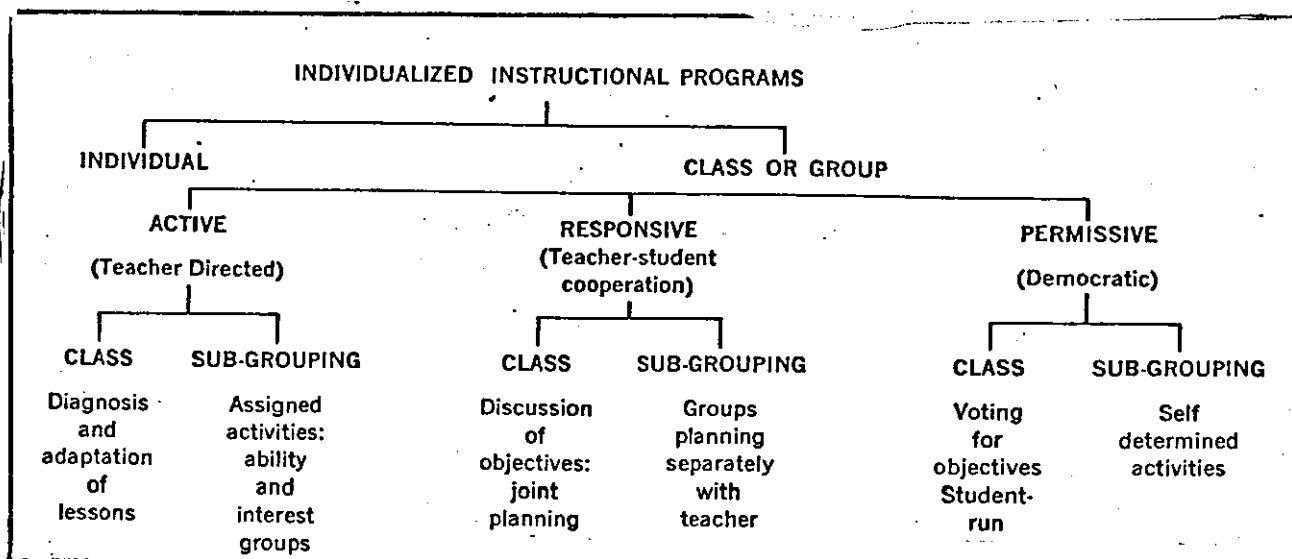 INDIVIDUALIZED INSTRUCTIONAL PROGRAMS
INDIVIDUAL
CLASS OR GROUP
ACTIVE
(Teacher Directed)
RESPONSIVE
(Teacher-student
cooperation)
PERMISSIVE
(Democratic)
CLASS
Diagnosis
and
adaptation
of
lessons
SUB-GROUPING
Assigned
activities:
ability
and
interest
groups
CLASS
Discussion
of
objectives:
joint
planning
SUB-GROUPING
Groups
planning
separately
with
teacher
CLASS
Voting
for
objectives
Student-
run
SUB-GROUPING
Self
determined
activities